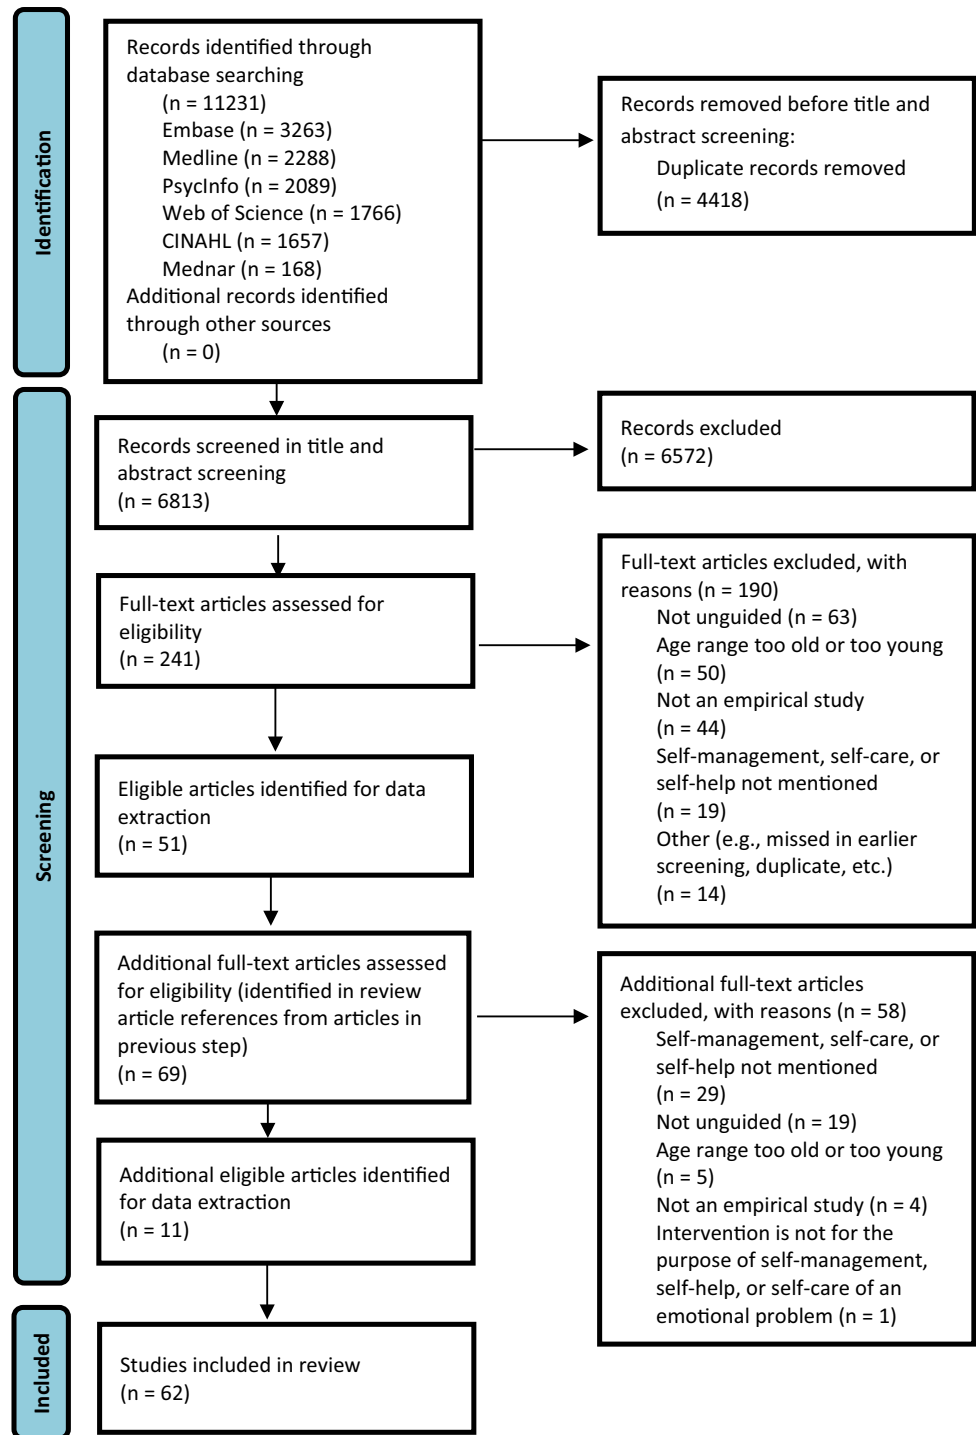 Identification
Records identified through
database searching
(n = 11231)
Embase (n = 3263)
Medline (n = 2288)
PsycInfo (n = 2089)
Web of Science (n = 1766)
CINAHL (n = 1657)
Mednar (n = 168)
Additional records identified
through other sources
(n = 0)
Records removed before title and
abstract screening:
Duplicate records removed
(n = 4418)
Screening
Records screened in title and
abstract screening
(n = 6813)
Records excluded
(n = 6572)
Full-text articles assessed for
eligibility
(n = 241)
Full-text articles excluded, with
reasons (n = 190)
Not unguided (n = 63)
Age range too old or too young
(n = 50)
Not an empirical study
(n = 44)
Self-management, self-care, or
self-help not mentioned
(n = 19)
Other (e.g., missed in earlier
screening, duplicate, etc.)
(n = 14)
Eligible articles identified for data
extraction
(n = 51)
Additional full-text articles assessed
for eligibility (identified in review
article references from articles in
previous step)
(n = 69)
Additional full-text articles
excluded, with reasons (n = 58)
Self-management, self-care, or
self-help not mentioned
(n = 29)
Not unguided (n = 19)
Age range too old or too young
(n = 5)
Not an empirical study (n = 4)
Intervention is not for the
purpose of self-management,
self-help, or self-care of an
emotional problem (n = 1)
Additional eligible articles identified
for data extraction
(n = 11)
Included
Studies included in review
(n = 62)